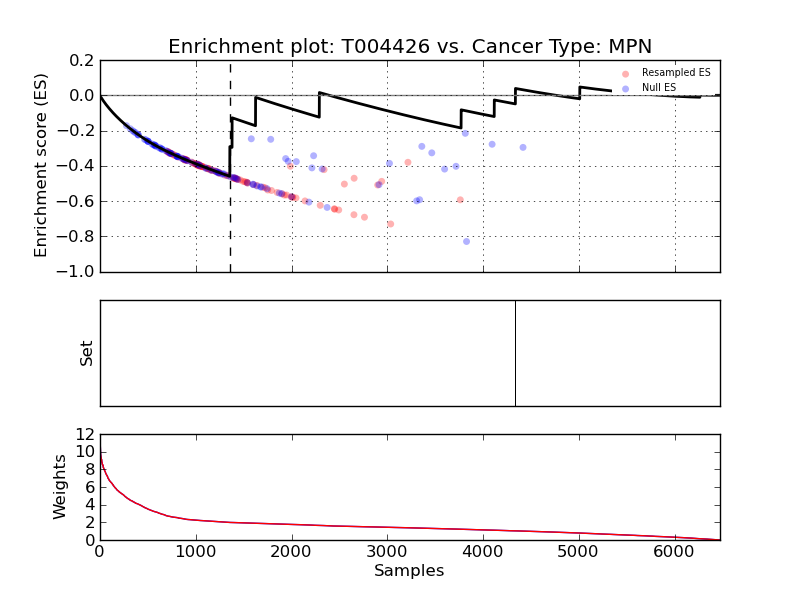 Enrichment plot: T004426 vs. Cancer Type: MPN
Enrichment score (ES)
0.2
0.0
−0.2
−0.4
−0.6
−0.8
−1.0
Resampled ES
Null ES
Set
Weights
12
10
8
6
4
2
0
0 1000 2000 3000 4000 5000 6000
Samples